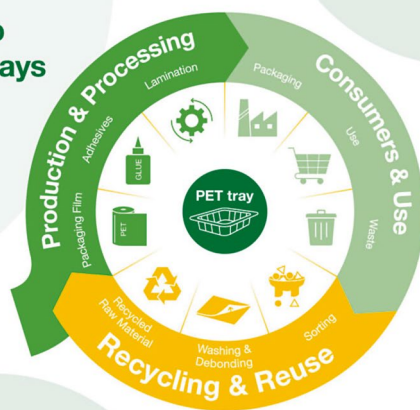 ays
Production & Processing
Packaging Film
Adhesives
Lamination
Consumers & Use
Packaging
Use
Waste
Recycling & Reuse
Sorting
Washing &
Debonding
Recycled
Raw Material
GLUE
PET
PET tray